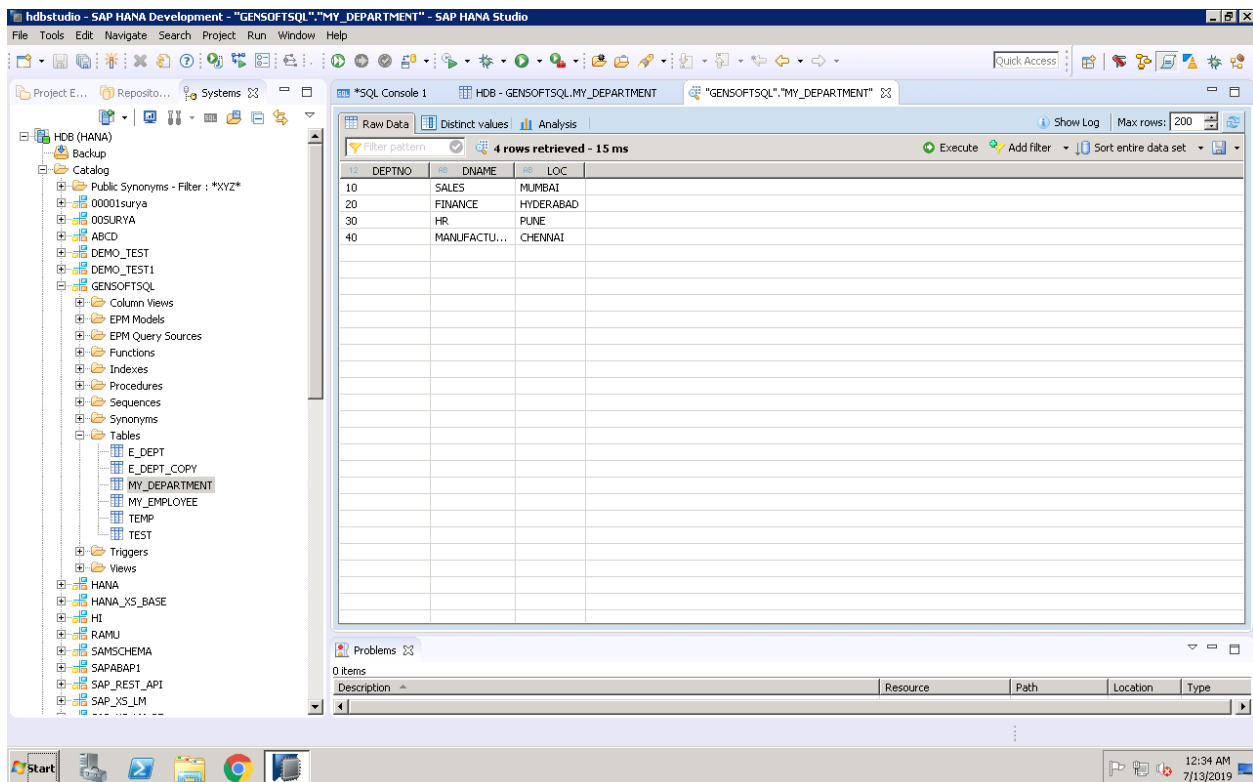 hdbstudio - SAP HANA Development - "GENSOFTSQL"."MY_DEPARTMENT" - SAP HANA Studio
File Tools Edit Navigate Search Project Run Window Help
Quick Access
Project E... Reposito... Systems
*SQL Console 1 HDB - GENSOFTSQL.MY_DEPARTMENT "GENSOFTSQL"."MY_DEPARTMENT"
Raw Data Distinct values Analysis Show Log Max rows: 200
Filter pattern 4 rows retrieved - 15 ms Execute Add filter Sort entire data set
12 DEPTNO AB DNAME AB LOC
10 SALES MUMBAI
20 FINANCE HYDERABAD
30 HR PUNE
40 MANUFACTU... CHENNAI
HDB (HANA)
Backup
Catalog
Public Synonyms - Filter : *XYZ*
00001surya
00SURYA
ABCD
DEMO_TEST
DEMO_TEST1
GENSOFTSQL
Column Views
EPM Models
EPM Query Sources
Functions
Indexes
Procedures
Sequences
Synonyms
Tables
E_DEPT
E_DEPT_COPY
MY_DEPARTMENT
MY_EMPLOYEE
TEMP
TEST
Triggers
Views
HANA
HANA_XS_BASE
HI
RAMU
SAMSCHEMA
SAPABAP1
SAP_REST_API
SAP_XS_LM
Problems
0 items
Description Resource Path Location Type
Start
12:34 AM
7/13/2019